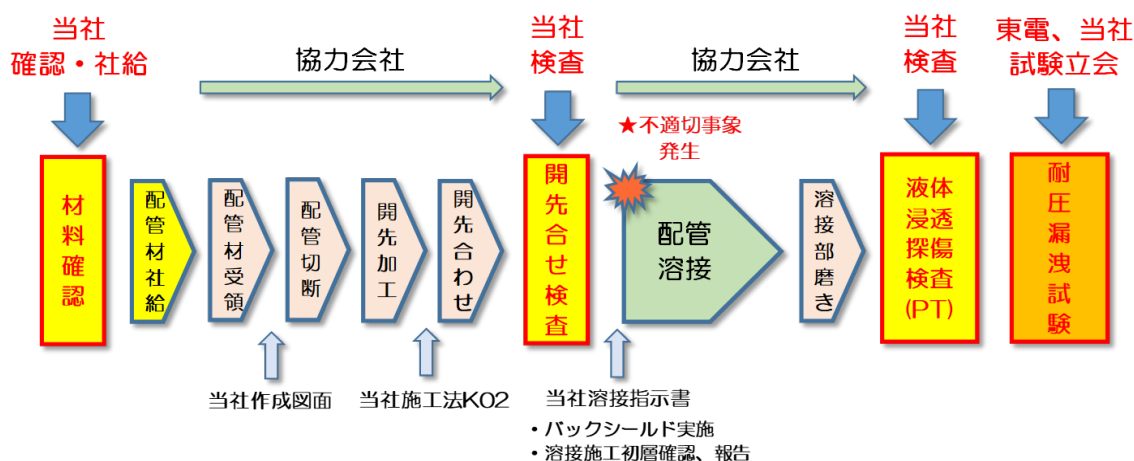 当社
確認・社給
協力会社
当社
検査
協力会社
当社
検査
東電、当社
試験立会
★不適切事象
発生
材料確認
配管材社給
配管材受領
配管切断
開先加工
開先合わせ
開先合せ検査
配管
溶接
溶接部磨き
液体
浸透
探傷
検査
(PT)
耐圧漏洩試験
当社作成図面
当社施工法K02
当社溶接指示書
・バックシールド実施
・溶接施工初層確認、報告